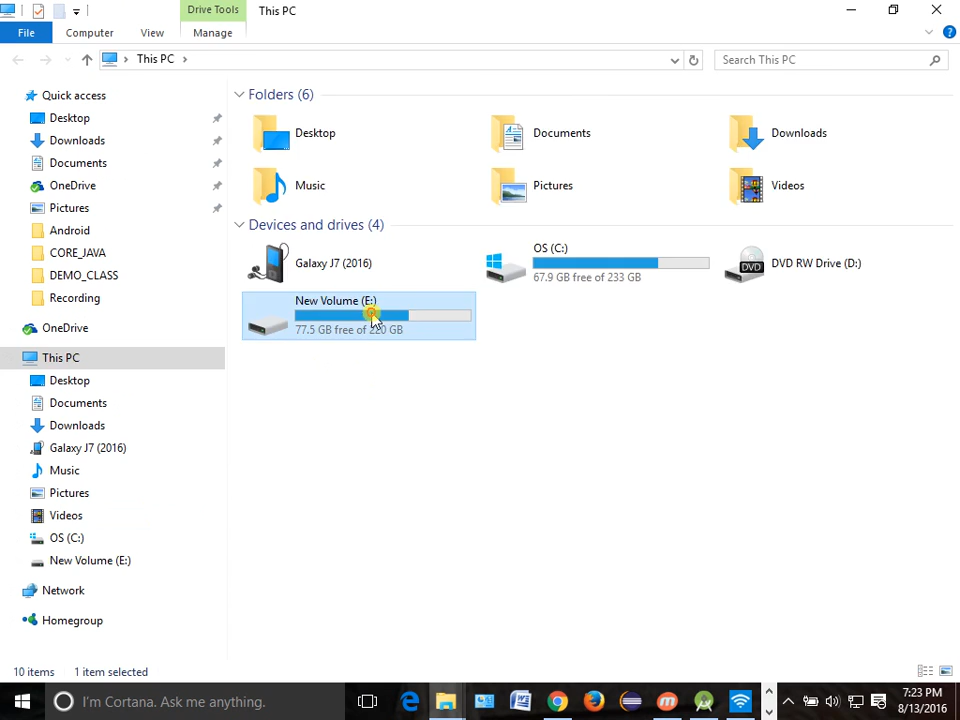 Drive Tools
This PC
File
Computer
View
Manage
This PC
Search This PC
Quick access
Desktop
Downloads
Documents
OneDrive
Pictures
Android
CORE_JAVA
DEMO_CLASS
Recording
OneDrive
This PC
Desktop
Documents
Downloads
Galaxy J7 (2016)
Music
Pictures
Videos
OS (C:)
New Volume (E:)
Network
Homegroup
Folders (6)
Desktop
Documents
Downloads
Music
Pictures
Videos
Devices and drives (4)
Galaxy J7 (2016)
OS (C:)
67.9 GB free of 233 GB
DVD
DVD RW Drive (D:)
New Volume (E:)
77.5 GB free of 220 GB
10 items
1 item selected
I'm Cortana. Ask me anything.
7:23 PM
8/13/2016